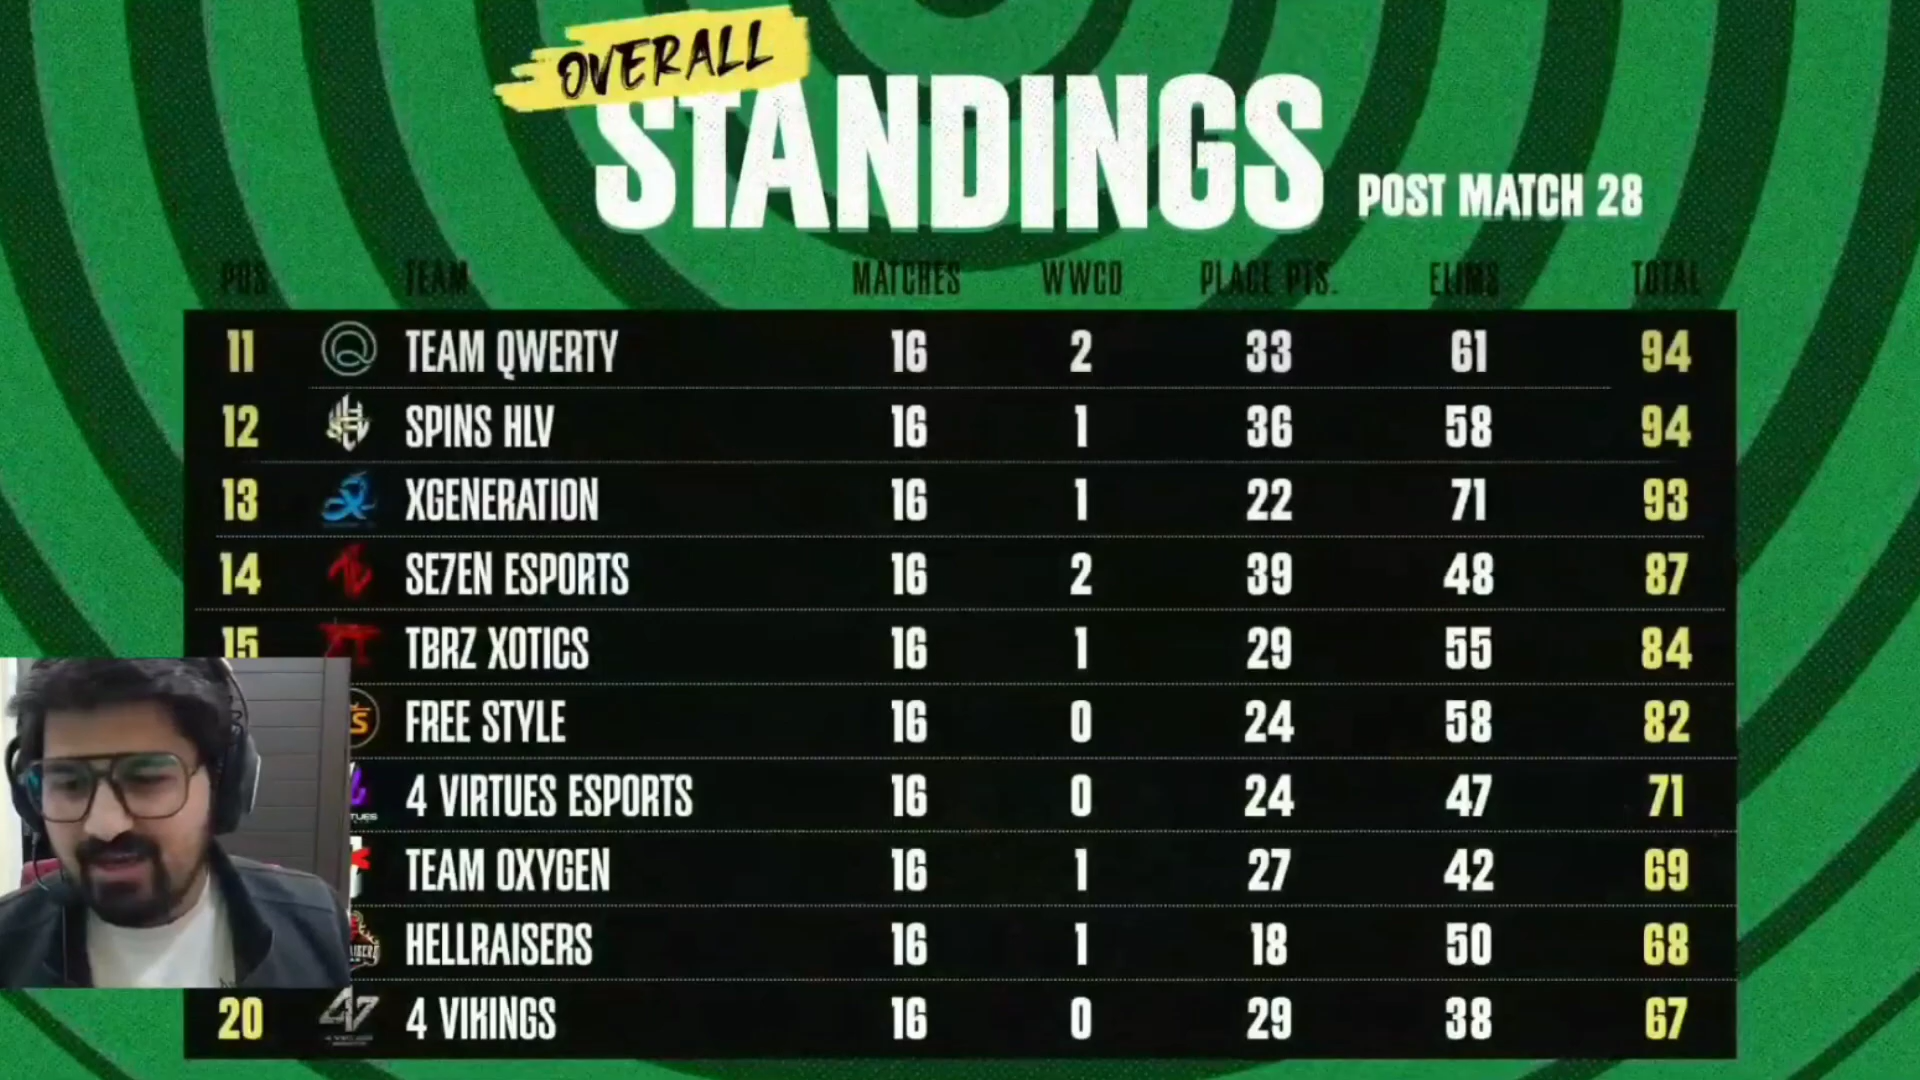 OVERALL
STANDINGS
POST MATCH 28
POS TEAM MATCHES WWCD PLACE PTS. ELIMS TOTAL
11 TEAM QWERTY 16 2 33 61 94
12 SPINS HLV 16 1 36 58 94
13 XGENERATION 16 1 22 71 93
14 SE7EN ESPORTS 16 2 39 48 87
15 TBRZ XOTICS 16 1 29 55 84
FREE STYLE 16 0 24 58 82
4 VIRTUES ESPORTS 16 0 24 47 71
TEAM OXYGEN 16 1 27 42 69
HELLRAISERS 16 1 18 50 68
20 4 VIKINGS 16 0 29 38 67